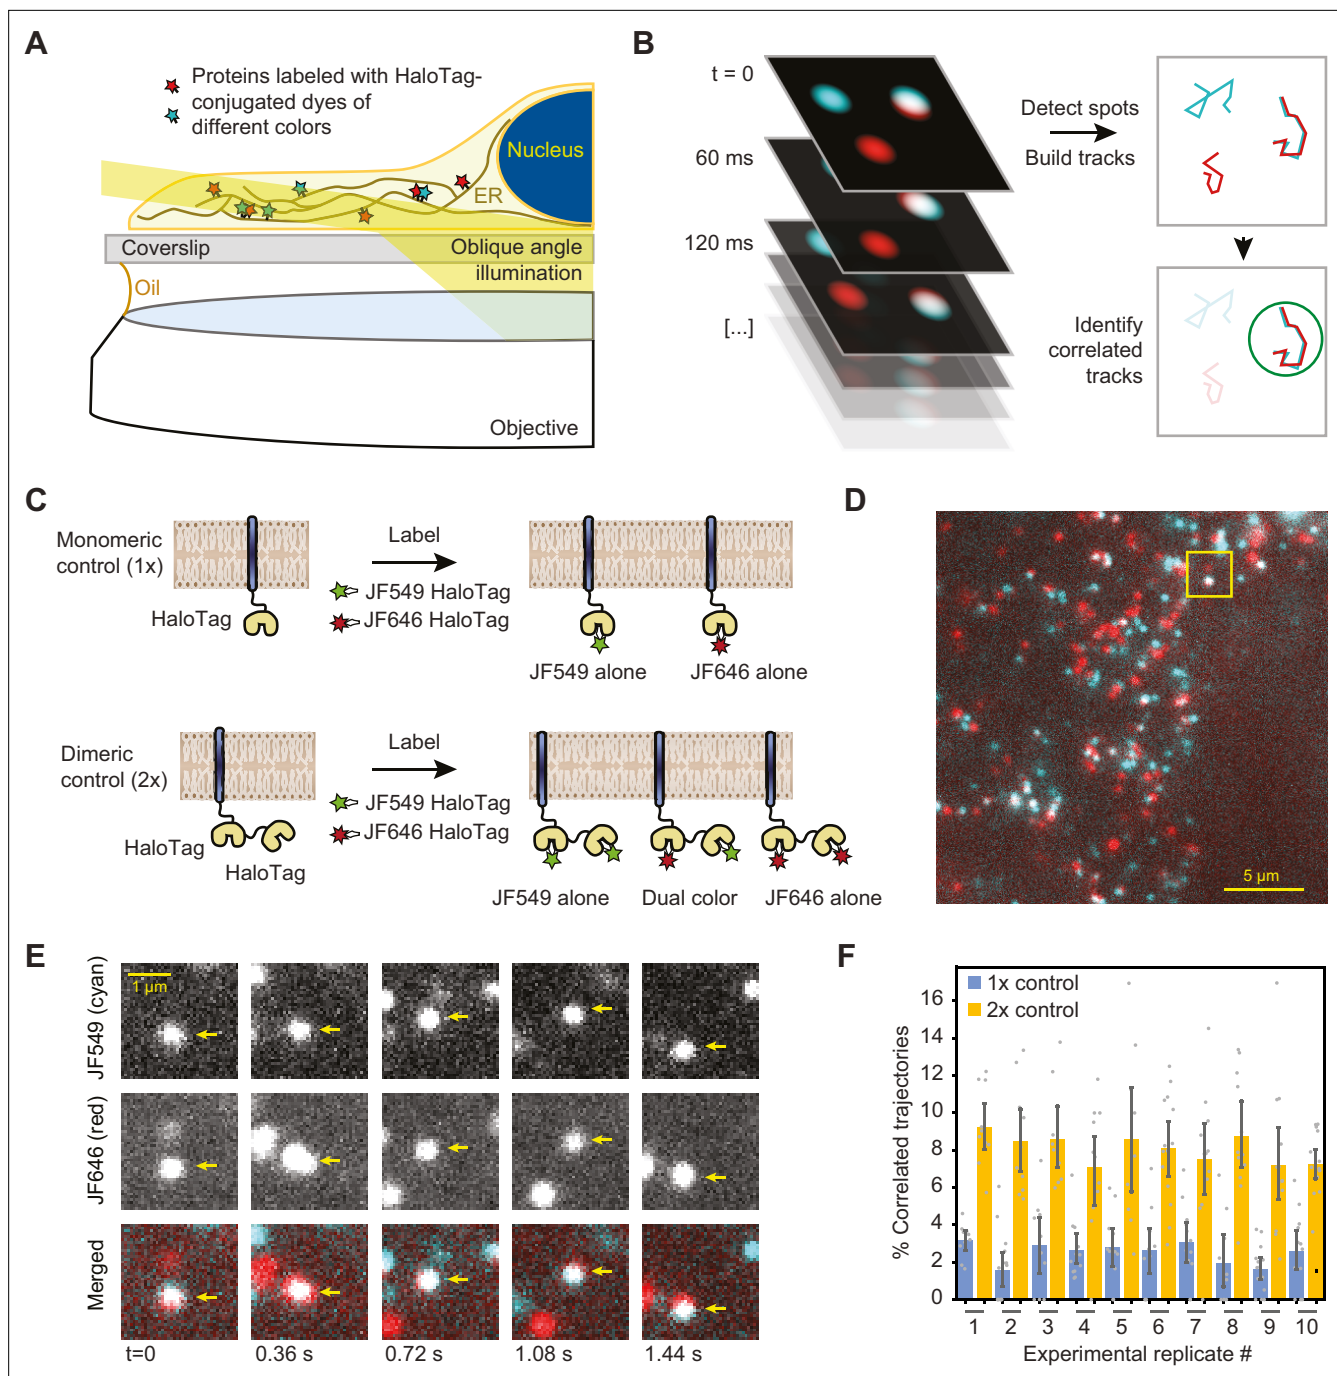 A
Proteins labeled with HaloTag-
conjugated dyes of
different colors
Nucleus
ER
Coverslip
Oblique angle
illumination
Oil
Objective
B
t = 0
60 ms
120 ms
[...]
Detect spots
Build tracks
Identify
correlated
tracks
C
Monomeric
control (1x)
HaloTag
Label
JF549 HaloTag
JF646 HaloTag
JF549 alone
JF646 alone
Dimeric
control (2x)
HaloTag
HaloTag
Label
JF549 HaloTag
JF646 HaloTag
JF549 alone
Dual color
JF646 alone
D
5 µm
E
JF549 (cyan)
1 µm
JF646 (red)
Merged
t=0
0.36 s
0.72 s
1.08 s
1.44 s
F
1x control
2x control
% Correlated trajectories
16
14
12
10
8
6
4
2
0
1 2 3 4 5 6 7 8 9 10
Experimental replicate #